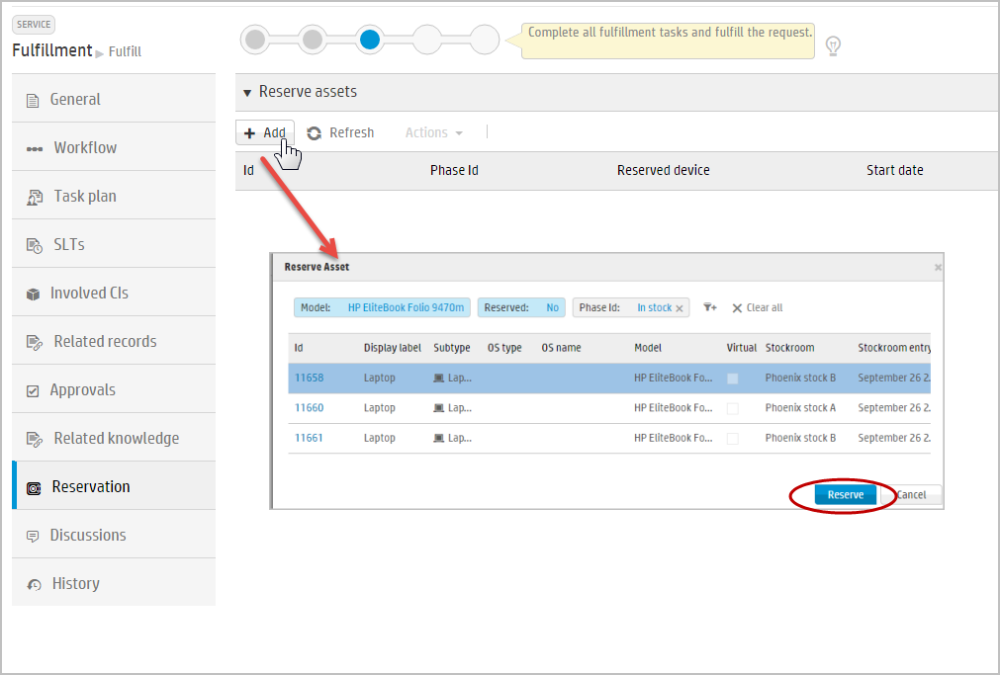 SERVICE
Fulfillment ▶ Fulfill
Complete all fulfillment tasks and fulfill the request.
General
Workflow
Task plan
SLTs
Involved CIs
Related records
Approvals
Related knowledge
Reservation
Discussions
History
Reserve assets
Add Refresh Actions
Id Phase Id Reserved device Start date
Reserve Asset
Model: HP EliteBook Folio 9470m Reserved: No Phase Id: In stock Clear all
Id Display label Subtype OS type OS name Model Virtual Stockroom Stockroom entry
11658 Laptop Lap... HP EliteBook Fo... Phoenix stock B September 26 2.
11660 Laptop Lap... HP EliteBook Fo... Phoenix stock A September 26 2.
11661 Laptop Lap... HP EliteBook Fo... Phoenix stock B September 26 2.
Reserve Cancel